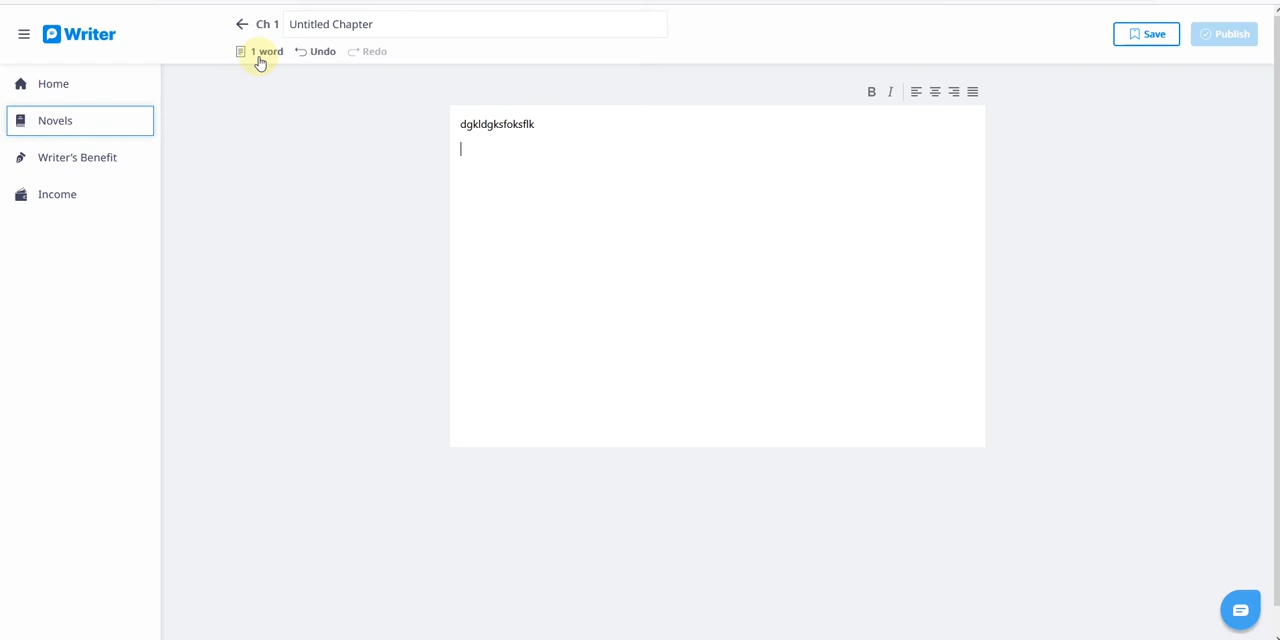 Writer
Ch 1 Untitled Chapter
1 word Undo Redo
Save Publish
Home
Novels
Writer's Benefit
Income
B I
dgkldgksfoksflk